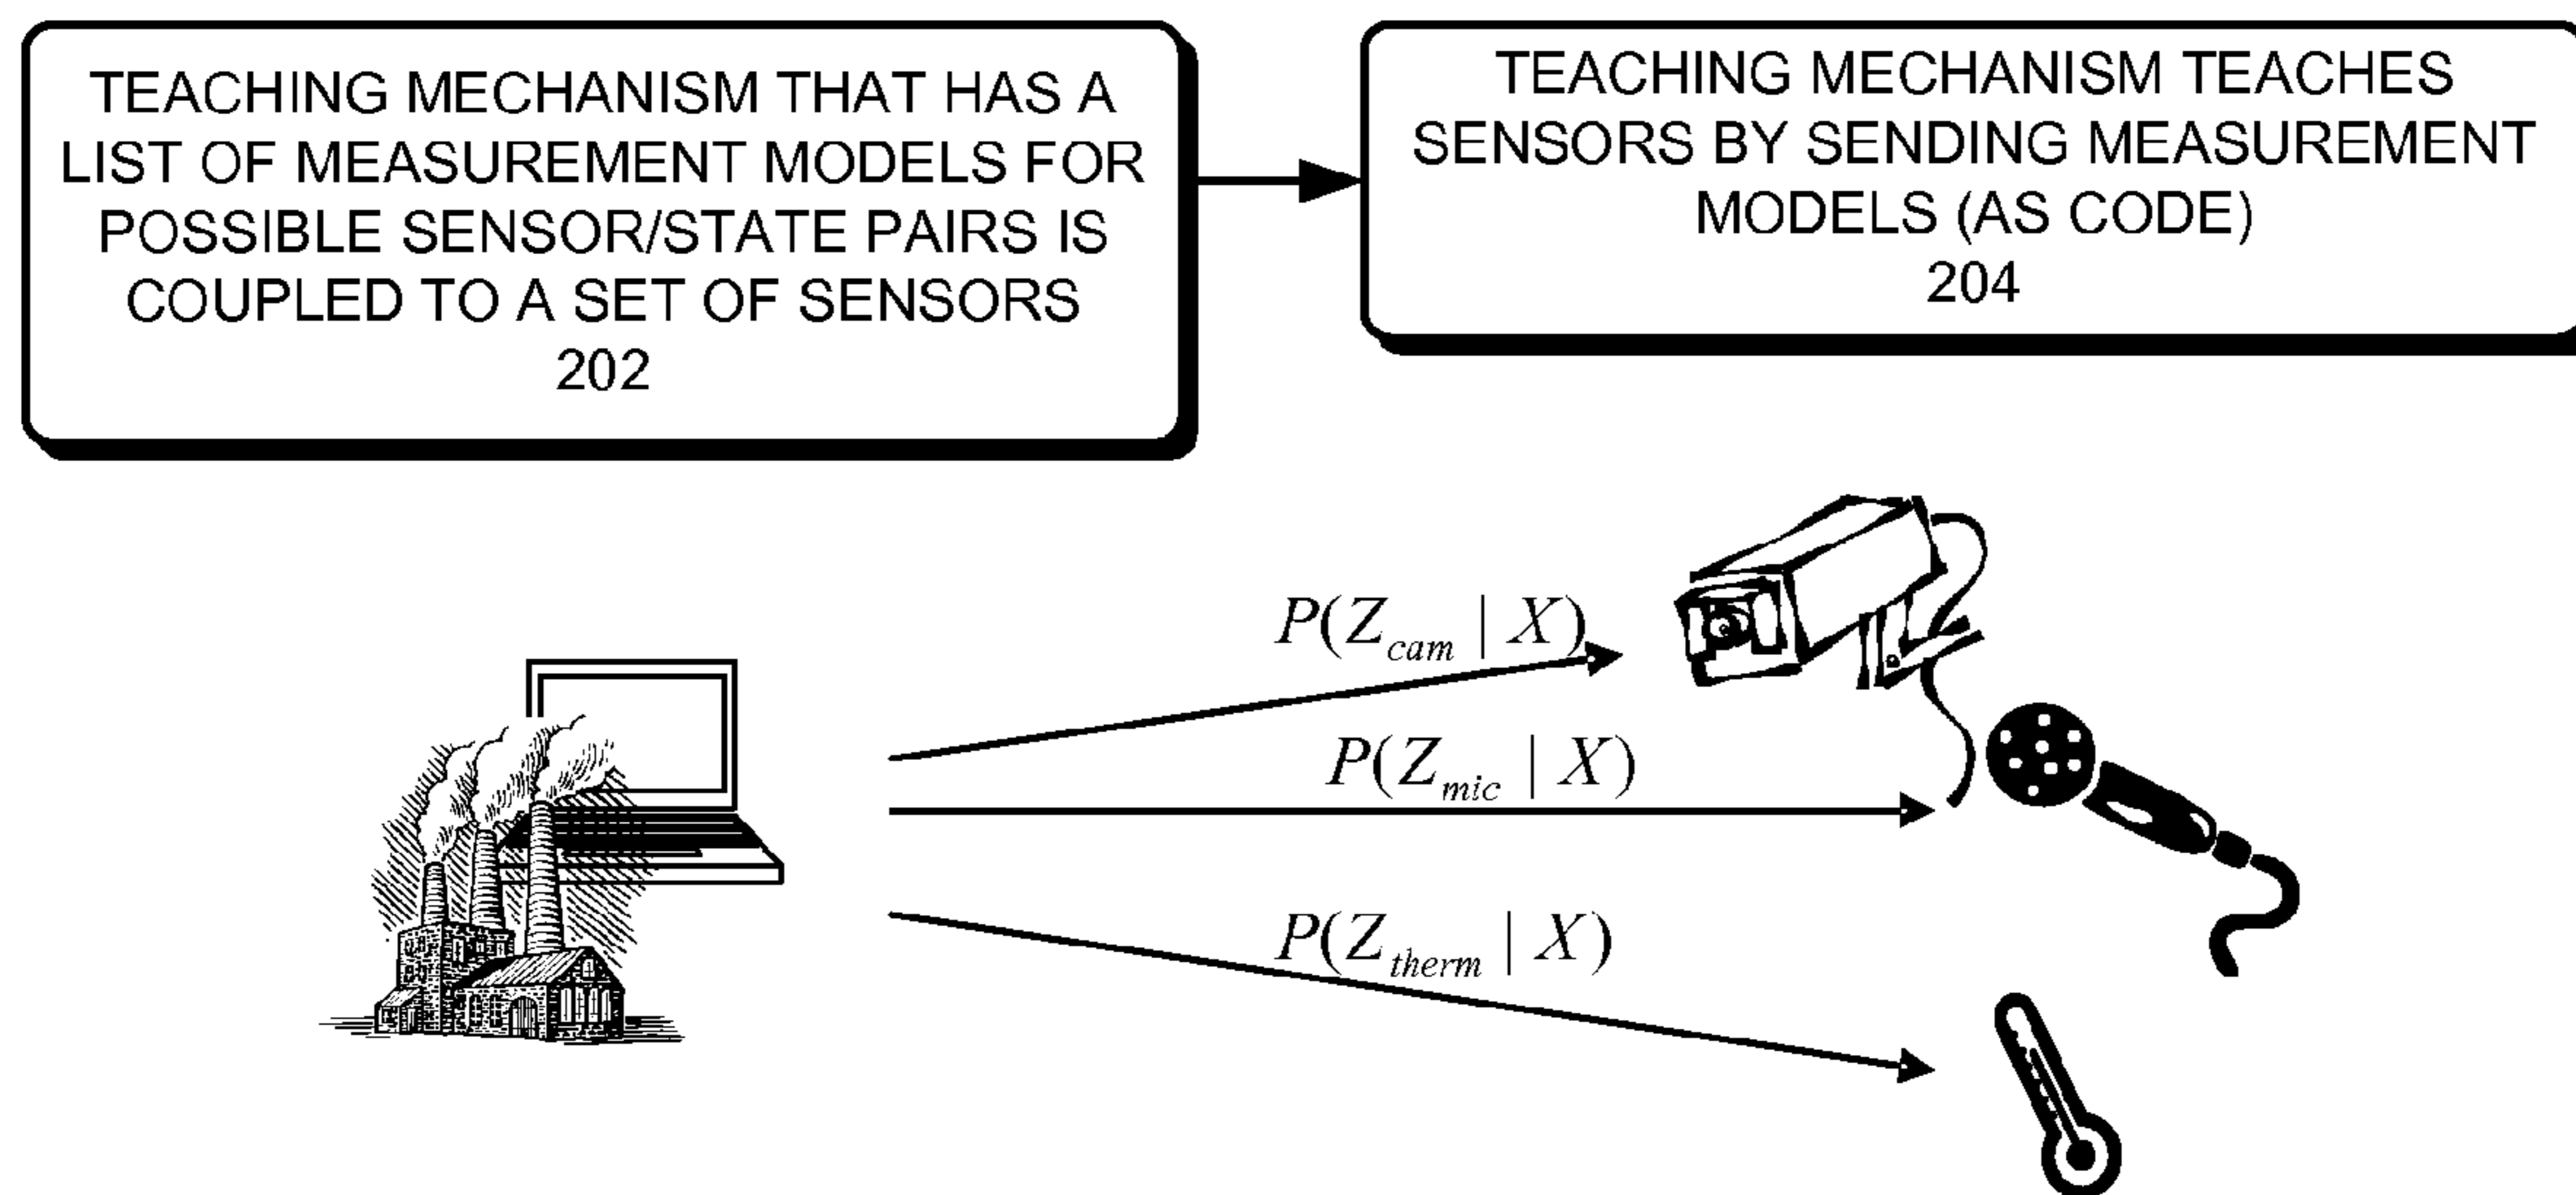 TEACHING MECHANISM THAT HAS A
LIST OF MEASUREMENT MODELS FOR
POSSIBLE SENSOR/STATE PAIRS IS
COUPLED TO A SET OF SENSORS
202
TEACHING MECHANISM TEACHES
SENSORS BY SENDING MEASUREMENT
MODELS (AS CODE)
204
P(Z_cam | X)
P(Z_mic | X)
P(Z_therm | X)